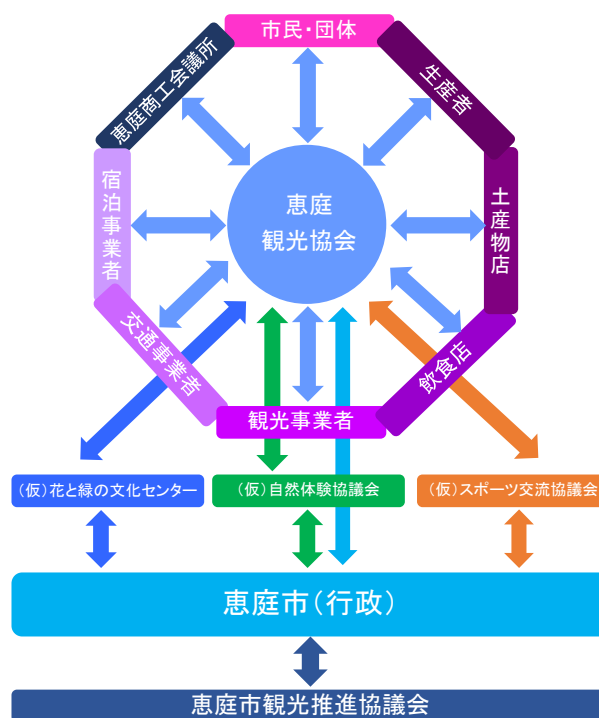 市民・団体
恵庭商工会議所
生産者
宿泊事業者
恵庭
観光協会
土産物店
交通事業者
飲食店
観光事業者
(仮)花と緑の文化センター
(仮)自然体験協議会
(仮)スポーツ交流協議会
恵庭市(行政)
恵庭市観光推進協議会